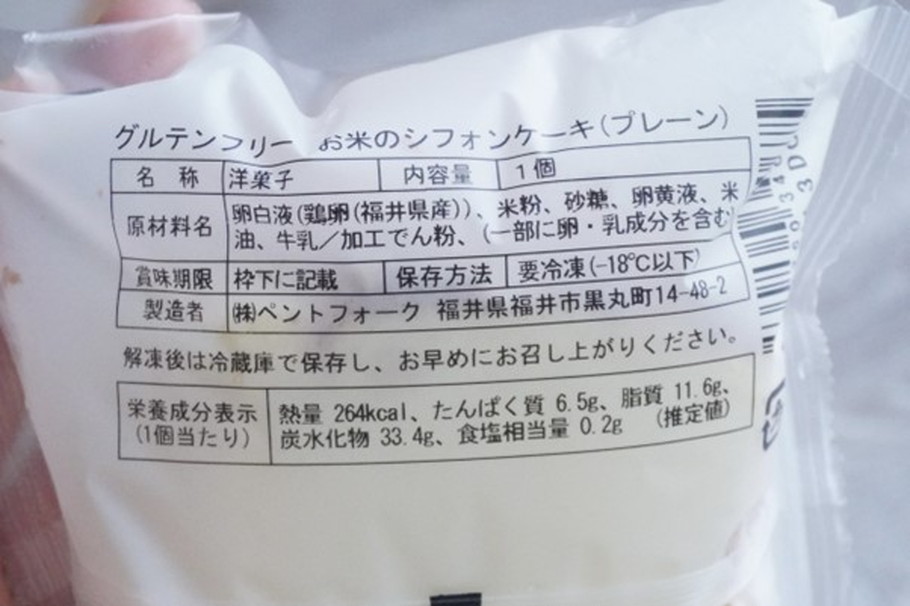 グルテンフリー お米のシフォンケーキ(プレーン)
名 称 洋菓子 内容量 1個
原材料名 卵白液(鶏卵(福井県産))、米粉、砂糖、卵黄液、米
油、牛乳/加工でん粉、(一部に卵・乳成分を含む
賞味期限 枠下に記載 保存方法 要冷凍(-18℃以下)
製造者 ㈱ペントフォーク 福井県福井市黒丸町14-48-2
解凍後は冷蔵庫で保存し、お早めにお召し上がりください。
栄養成分表示 熱量 264kcal、たんぱく質 6.5g、脂質 11.6g、
(1個当たり) 炭水化物 33.4g、食塩相当量 0.2g (推定値)